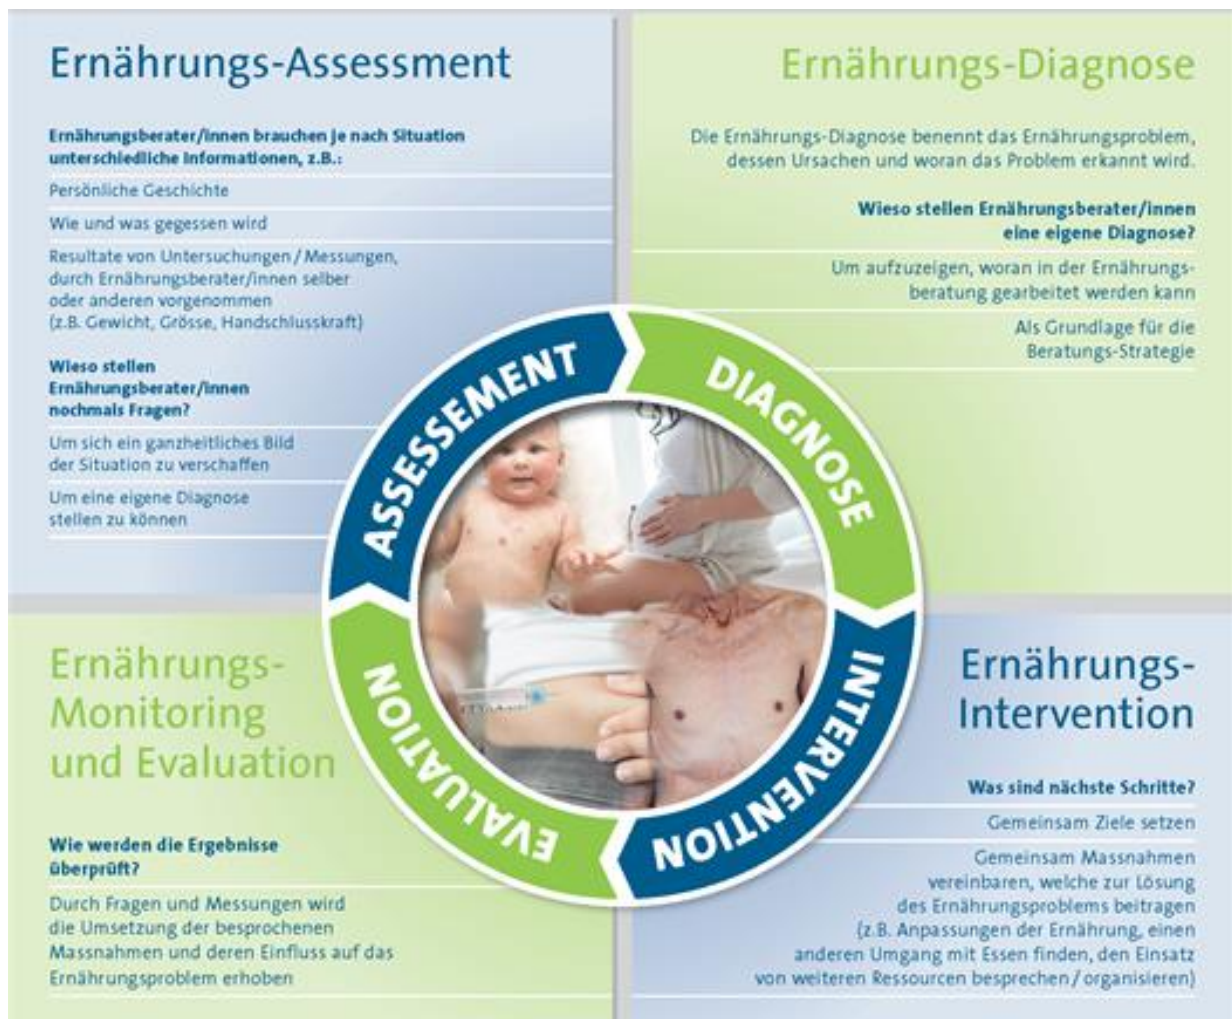 Ernährungs-Assessment
Ernährungsberater/innen brauchen je nach Situation
unterschiedliche Informationen, z.B.:
Persönliche Geschichte
Wie und was gegessen wird
Resultate von Untersuchungen / Messungen,
durch Ernährungsberater/innen selber
oder anderen vorgenommen
(z.B. Gewicht, Grösse, Handschlusskraft)
Wieso stellen
Ernährungsberater/innen
nochmals Fragen?
Um sich ein ganzheitliches Bild
der Situation zu verschaffen
Um eine eigene Diagnose
stellen zu können
Ernährungs-Diagnose
Die Ernährungs-Diagnose benennt das Ernährungsproblem,
dessen Ursachen und woran das Problem erkannt wird.
Wieso stellen Ernährungsberater/innen
eine eigene Diagnose?
Um aufzuzeigen, woran in der Ernährungs-
beratung gearbeitet werden kann
Als Grundlage für die
Beratungs-Strategie
ASSESSEMENT
DIAGNOSE
INTERVENTION
EVALUATION
Ernährungs-
Monitoring
und Evaluation
Wie werden die Ergebnisse
überprüft?
Durch Fragen und Messungen wird
die Umsetzung der besprochenen
Massnahmen und deren Einfluss auf das
Ernährungsproblem erhoben
Ernährungs-
Intervention
Was sind nächste Schritte?
Gemeinsam Ziele setzen
Gemeinsam Massnahmen
vereinbaren, welche zur Lösung
des Ernährungsproblems beitragen
(z.B. Anpassungen der Ernährung, einen
anderen Umgang mit Essen finden, den Einsatz
von weiteren Ressourcen besprechen / organisieren)